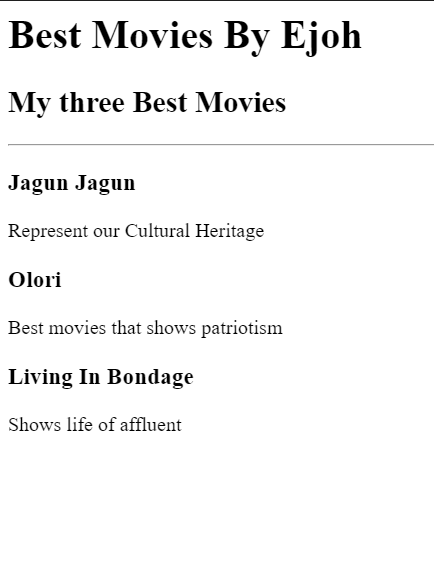 Best Movies By Ejoh
My three Best Movies
Jagun Jagun
Represent our Cultural Heritage
Olori
Best movies that shows patriotism
Living In Bondage
Shows life of affluent